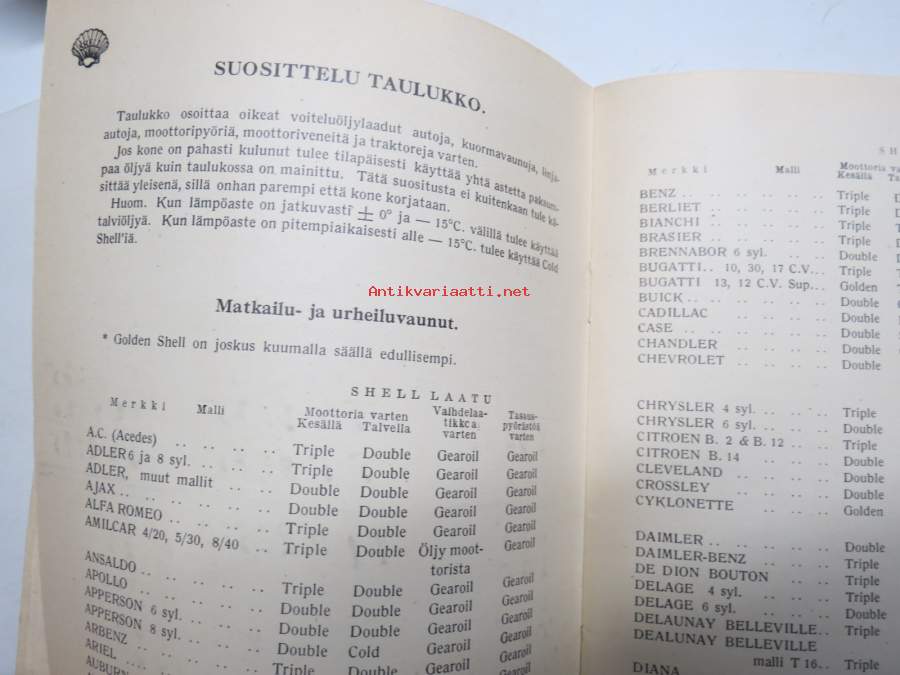 SUOSITTELU TAULUKKO.
Taulukko osoittaa oikeat voiteluöljylaadut autoja, kuormavaunuja, linja-
autoja, moottoripyöriä, moottoriveneitä ja traktoreja varten.
Jos kone on pahasti kulunut tulee tilapäisesti käyttää yhtä astetta paksum-
paa öljyä kuin taulukossa on mainittu. Tätä suositusta ei kuitenkaan tule kä-
sittää yleisenä, sillä onhan parempi että kone korjataan.
Huom. Kun lämpöaste on jatkuvasti ± 0° ja — 15°C. välillä tulee käyttää
talviöljyä. Kun lämpöaste on pitempiaikaisesti alle — 15°C. tulee käyttää Cold
Shell'iä.
Antikvariaatti.net
Matkailu- ja urheiluvaunut.
* Golden Shell on joskus kuumalla säällä edullisempi.
SHELL LAATU
Merkki Malli Moottoria varten Kesällä Talvella Vaihdelaatikkoa varten Tasauspyörästöä varten
A.C. (Acedes) .. .. .. Triple Double Gearoil Gearoil
ADLER 6 ja 8 syl. .. .. .. Triple Double Gearoil Gearoil
ADLER, muut mallit .. .. Double Double Gearoil Gearoil
AJAX .. .. .. .. Double Double Gearoil Gearoil
ALFA ROMEO .. .. .. .. Triple Double Gearoil Gearoil
AMILCAR 4/20, 5/30, 8/40 .. Triple Double Öljy moot- Gearoil
torista
ANSALDO .. .. .. .. Triple Double Gearoil Gearoil
APOLLO .. .. .. .. Double Double Gearoil Gearoil
APPERSON 6 syl. .. .. Double Double Gearoil Gearoil
APPERSON 8 syl. .. .. Double Cold Gearoil Gearoil
ARBENZ .. .. .. Triple Double Gearoil Gearoil
ARIEL .. .. ..
AUBURN
SH
Merkki Malli Moottoria va
Kesällä Ta
BENZ .. .. .. .. Triple D
BERLIET .. .. .. Triple D
BIANCHI .. .. .. .. Triple T
BRASIER .. .. .. .. Triple D
BRENNABOR 6 syl. .. .. Double D
BUGATTI.. 10, 30, 17 C.V... Triple T
BUGATTI 13, 12 C.V. Sup... Golden T
BUICK .. .. .. .. Double
CADILLAC .. .. .. Double
CASE .. .. .. .. Double
CHANDLER .. .. .. Double
CHEVROLET .. .. .. Double
CHRYSLER 4 syl. .. .. Triple
CHRYSLER 6 syl. .. .. Double
CITROEN B. 2 & B. 12 .. .. Triple
CITROEN B. 14 .. .. Double
CLEVELAND .. .. .. Double
CROSSLEY .. .. .. Double
CYKLONETTE .. .. .. Golden
DAIMLER .. .. .. .. Double
DAIMLER-BENZ .. .. .. Triple
DE DION BOUTON .. .. Triple
DELAGE 4 syl. .. .. Triple
DELAGE 6 syl. .. .. .. Double
DELAUNAY BELLEVILLE.. Triple
DEALUNAY BELLEVILLE
malli T 16.. .. Triple
DIANA